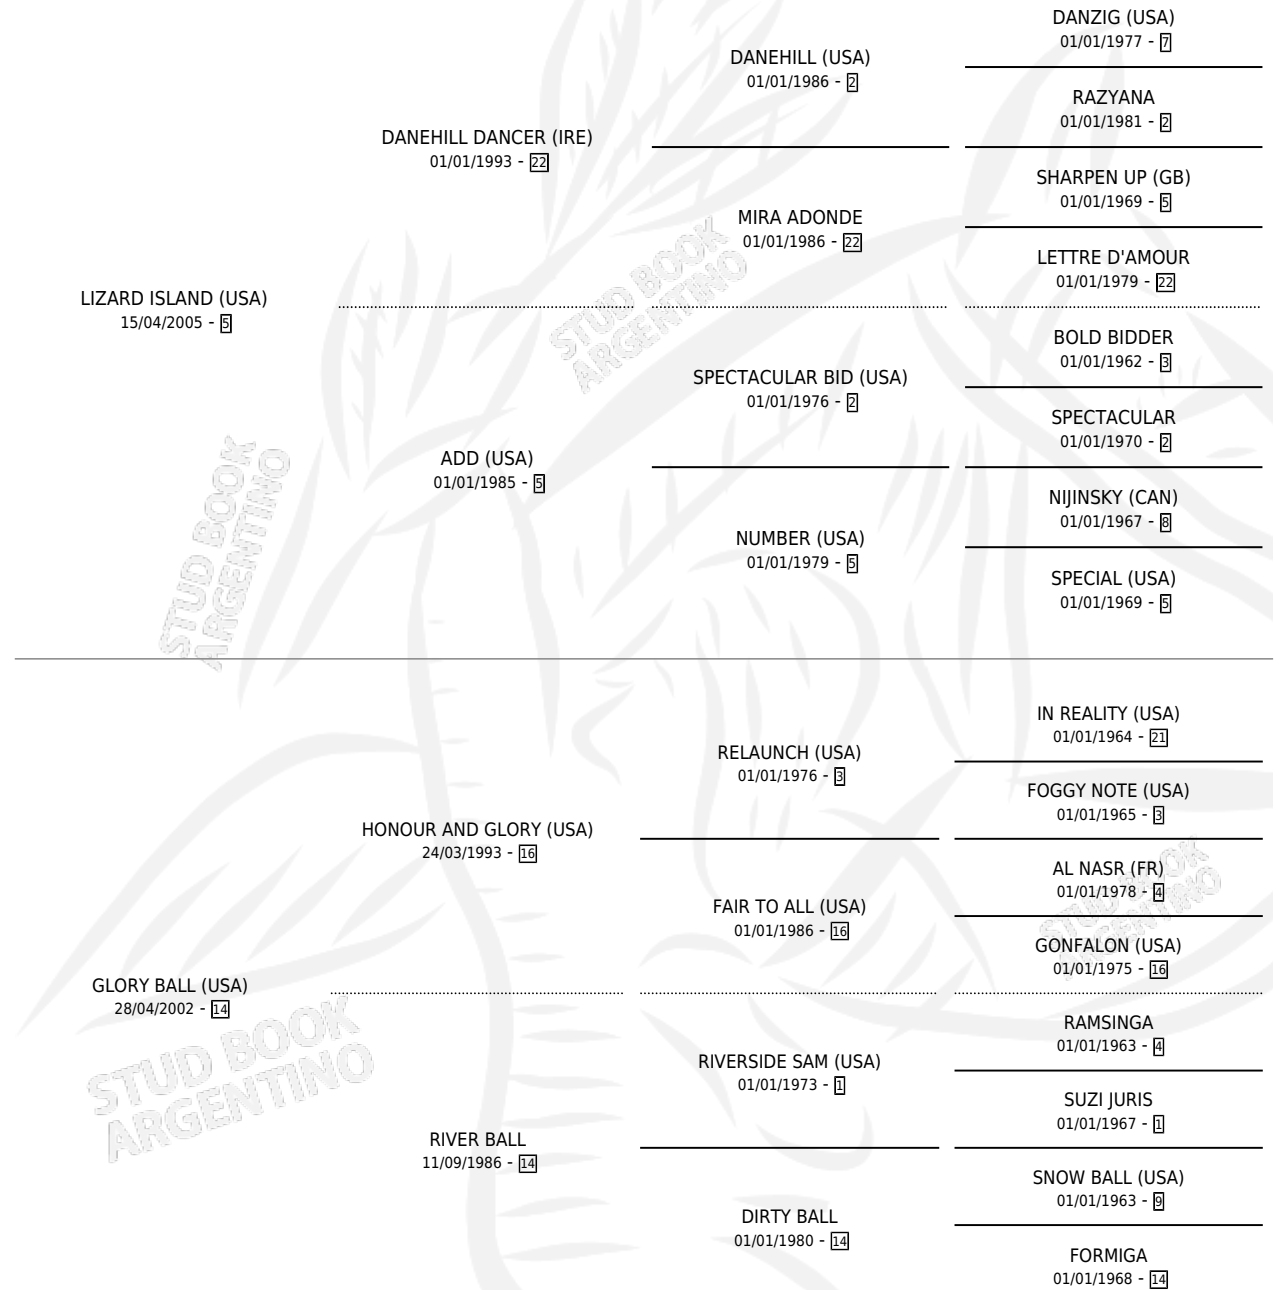 DANZIG (USA)
01/01/1977 - 7
DANEHILL (USA)
01/01/1986 - 2
RAZYANA
01/01/1981 - 2
DANEHILL DANCER (IRE)
01/01/1993 - 22
SHARPEN UP (GB)
01/01/1969 - 5
MIRA ADONDE
01/01/1986 - 22
LETTRE D'AMOUR
01/01/1979 - 22
LIZARD ISLAND (USA)
15/04/2005 - 5
STUD BOOK
ARGENTINO
BOLD BIDDER
01/01/1962 - 3
SPECTACULAR BID (USA)
01/01/1976 - 2
SPECTACULAR
01/01/1970 - 2
ADD (USA)
01/01/1985 - 5
NIJINSKY (CAN)
01/01/1967 - 8
NUMBER (USA)
01/01/1979 - 5
SPECIAL (USA)
01/01/1969 - 5
STUD BOOK
ARGENTINO
IN REALITY (USA)
01/01/1964 - 21
RELAUNCH (USA)
01/01/1976 - 3
FOGGY NOTE (USA)
01/01/1965 - 3
HONOUR AND GLORY (USA)
24/03/1993 - 16
AL NASR (FR)
01/01/1978 - 4
STUD BOOK
ARGENTINO
FAIR TO ALL (USA)
01/01/1986 - 16
GONFALON (USA)
01/01/1975 - 16
GLORY BALL (USA)
28/04/2002 - 14
RAMSINGA
01/01/1963 - 4
RIVERSIDE SAM (USA)
01/01/1973 - 1
STUD BOOK
ARGENTINO
SUZI JURIS
01/01/1967 - 1
RIVER BALL
11/09/1986 - 14
SNOW BALL (USA)
01/01/1963 - 9
DIRTY BALL
01/01/1980 - 14
FORMIGA
01/01/1968 - 14